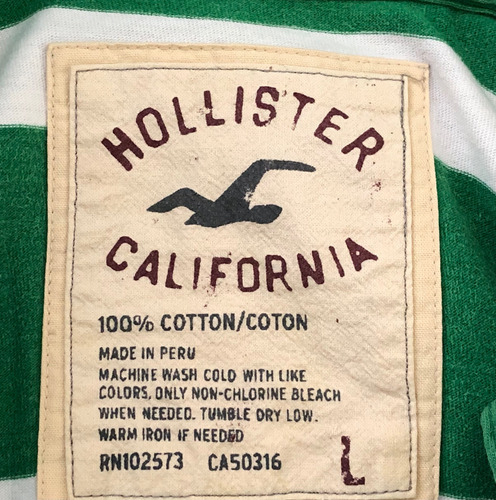 HOLLISTER
CALIFORNIA
100% COTTON/COTON
MADE IN PERU
MACHINE WASH COLD WITH LIKE
COLORS, ONLY NON-CHLORINE BLEACH
WHEN NEEDED. TUMBLE DRY LOW.
WARM IRON IF NEEDED
RN102573 CA50316
L